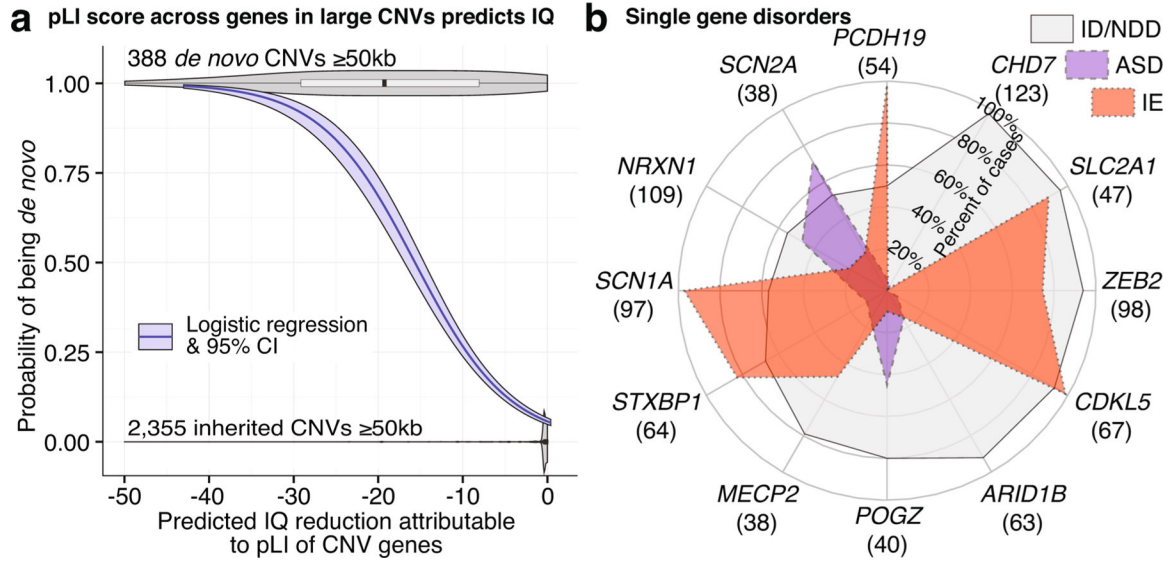 a pLI score across genes in large CNVs predicts IQ
388 de novo CNVs ≥50kb
1.00
0.75
0.50
0.25
0.00
Probability of being de novo
Logistic regression
& 95% CI
2,355 inherited CNVs ≥50kb
-50 -40 -30 -20 -10 0
Predicted IQ reduction attributable
to pLI of CNV genes
b Single gene disorders
ID/NDD
ASD
IE
PCDH19
(54)
CHD7
(123)
SLC2A1
(47)
ZEB2
(98)
CDKL5
(67)
ARID1B
(63)
POGZ
(40)
MECP2
(38)
STXBP1
(64)
SCN1A
(97)
NRXN1
(109)
SCN2A
(38)
100%
80%
60%
40%
20%
Percent of cases